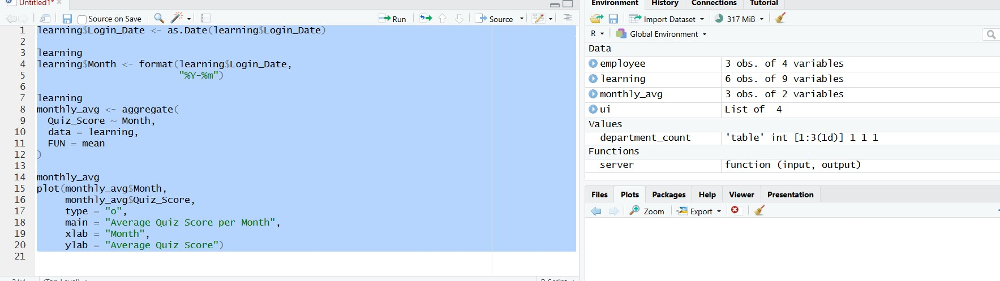 Untitled1*
Source on Save
Run
Source
1 learning$Login_Date <- as.Date(learning$Login_Date)
2
3 learning
4 learning$Month <- format(learning$Login_Date,
5                          "%Y-%m")
6
7 learning
8 monthly_avg <- aggregate(
9   Quiz_Score ~ Month,
10   data = learning,
11   FUN = mean
12 )
13
14 monthly_avg
15 plot(monthly_avg$Month,
16      monthly_avg$Quiz_Score,
17      type = "o",
18      main = "Average Quiz Score per Month",
19      xlab = "Month",
20      ylab = "Average Quiz Score")
21
Environment History Connections Tutorial
Import Dataset 317 MiB
R Global Environment
Data
employee 3 obs. of 4 variables
learning 6 obs. of 9 variables
monthly_avg 3 obs. of 2 variables
ui List of 4
Values
department_count 'table' int [1:3(1d)] 1 1 1
Functions
server function (input, output)
Files Plots Packages Help Viewer Presentation
Zoom Export